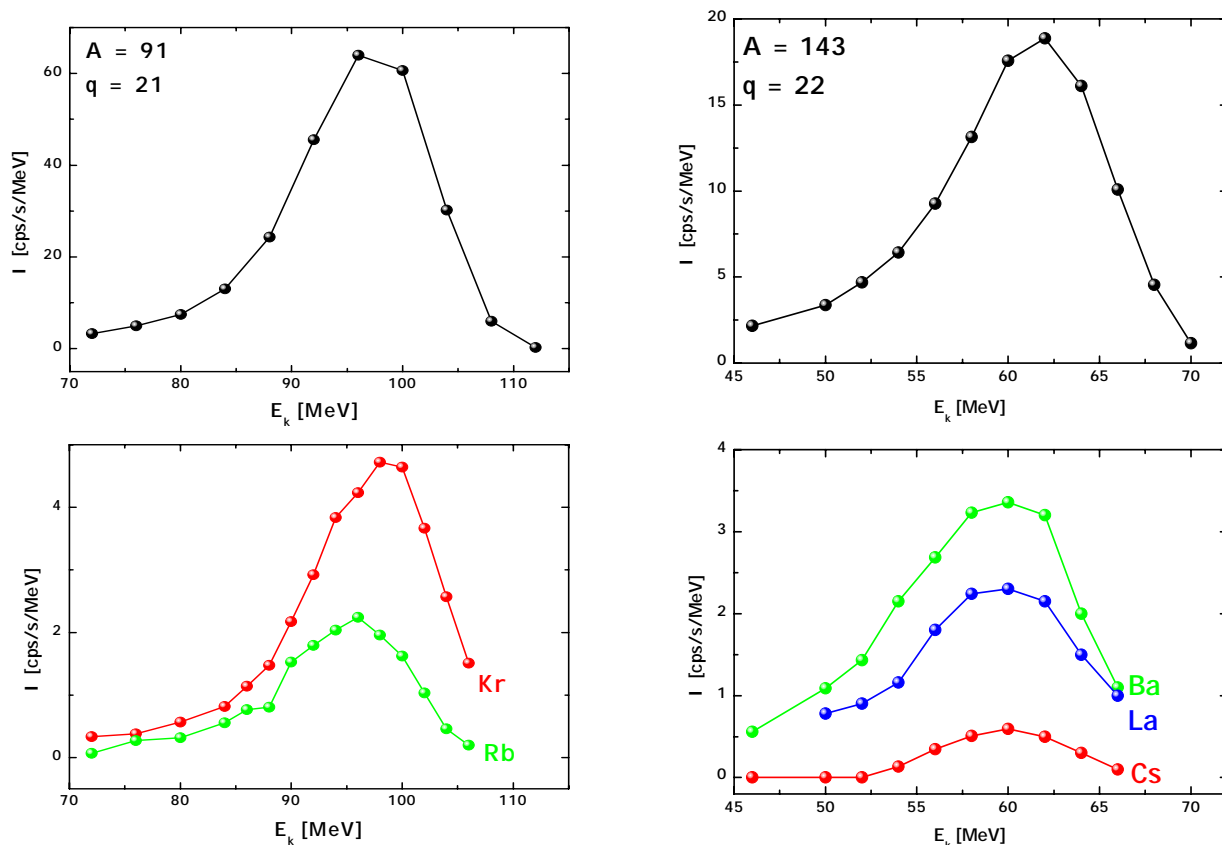 A = 91
q = 21
60
40
20
0
I [cps/s/MeV]
70 80 90 100 110
E_k [MeV]
A = 143
q = 22
20
15
10
5
0
I [cps/s/MeV]
45 50 55 60 65 70
E_k [MeV]
4
2
0
I [cps/s/MeV]
Kr
Rb
70 80 90 100 110
E_k [MeV]
4
3
2
1
0
I [cps/s/MeV]
Ba
La
Cs
45 50 55 60 65 70
E_k [MeV]